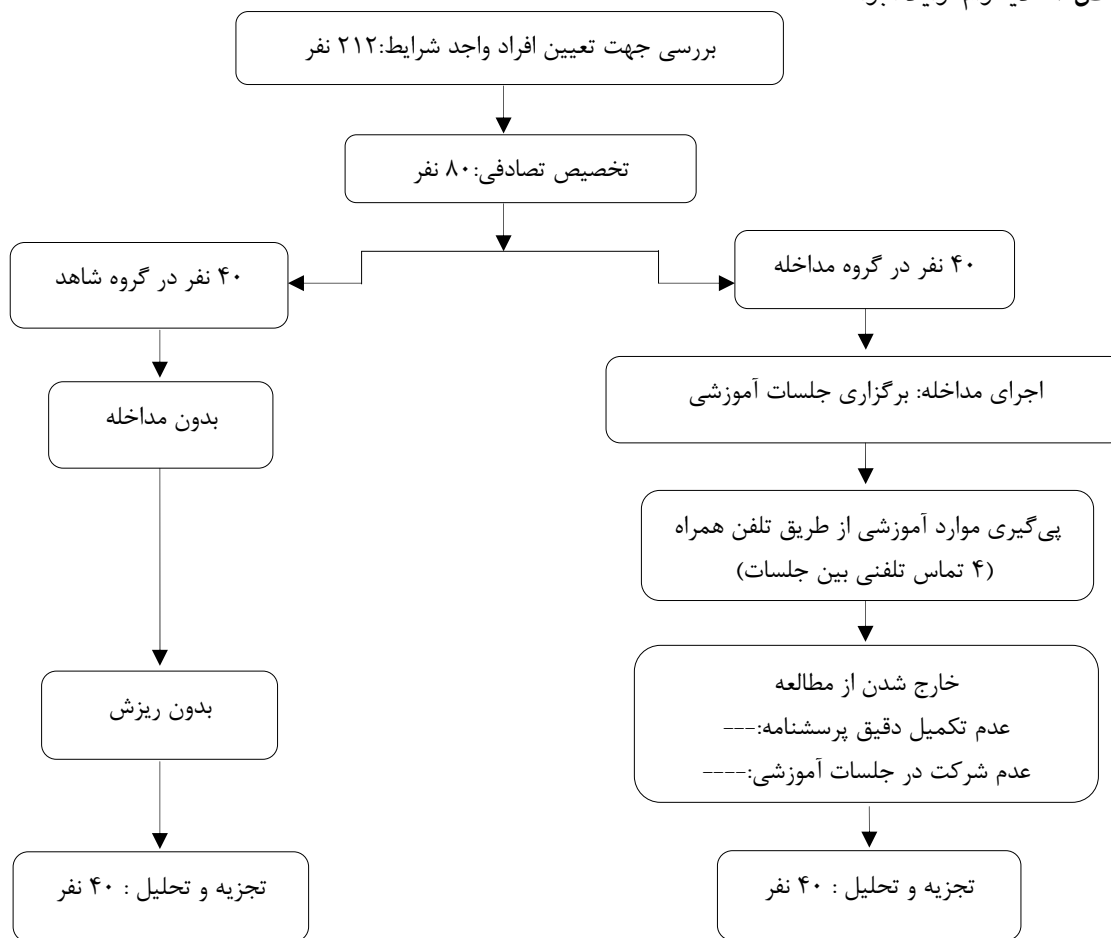 بررسی جهت تعیین افراد واجد شرایط:۲۱۲ نفر
تخصیص تصادفی:۸۰ نفر
۴۰ نفر در گروه مداخله
۴۰ نفر در گروه شاهد
اجرای مداخله: برگزاری جلسات آموزشی
بدون مداخله
پی‌گیری موارد آموزشی از طریق تلفن همراه
(۴ تماس تلفنی بین جلسات)
خارج شدن از مطالعه
عدم تکمیل دقیق پرسشنامه:---
عدم شرکت در جلسات آموزشی:----
بدون ریزش
تجزیه و تحلیل : ۴۰ نفر
تجزیه و تحلیل : ۴۰ نفر